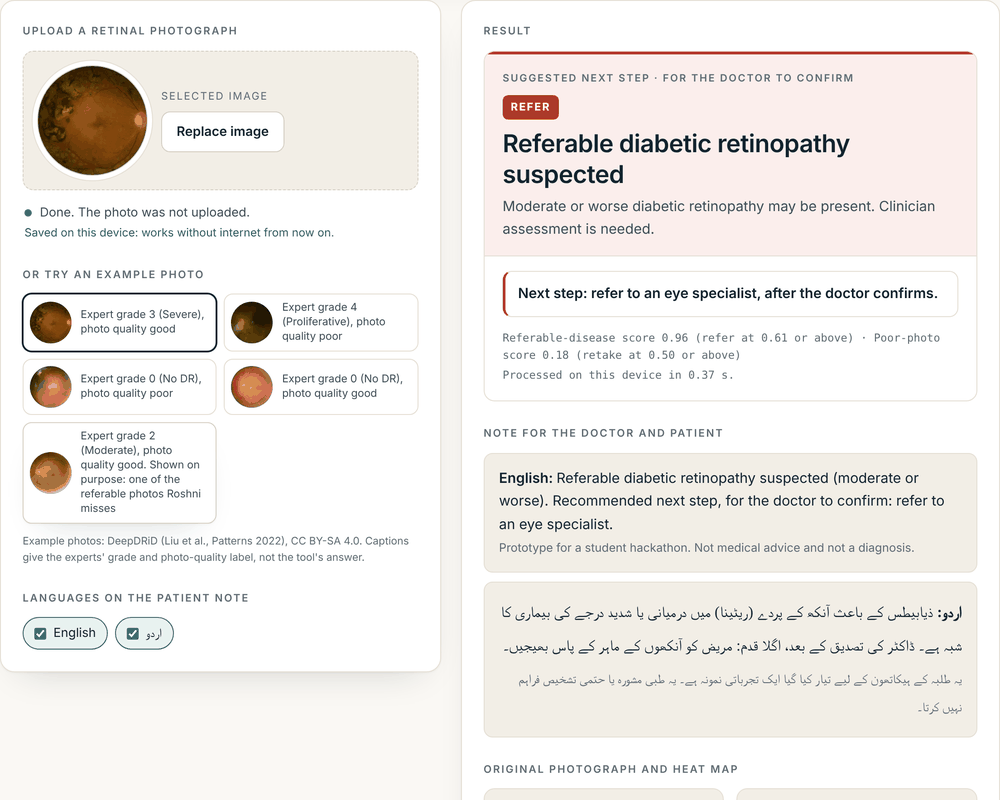 UPLOAD A RETINAL PHOTOGRAPH
SELECTED IMAGE
Replace image
Done. The photo was not uploaded.
Saved on this device: works without internet from now on.
OR TRY AN EXAMPLE PHOTO
Expert grade 3 (Severe),
photo quality good
Expert grade 4
(Proliferative), photo
quality poor
Expert grade 0 (No DR),
photo quality poor
Expert grade 0 (No DR),
photo quality good
Expert grade 2
(Moderate), photo
quality good. Shown on
purpose: one of the
referable photos Roshni
misses
Example photos: DeepDRiD (Liu et al., Patterns 2022), CC BY-SA 4.0. Captions
give the experts' grade and photo-quality label, not the tool's answer.
LANGUAGES ON THE PATIENT NOTE
English
اردو
RESULT
SUGGESTED NEXT STEP · FOR THE DOCTOR TO CONFIRM
REFER
Referable diabetic retinopathy
suspected
Moderate or worse diabetic retinopathy may be present. Clinician
assessment is needed.
Next step: refer to an eye specialist, after the doctor confirms.
Referable-disease score 0.96 (refer at 0.61 or above) · Poor-photo
score 0.18 (retake at 0.50 or above)
Processed on this device in 0.37 s.
NOTE FOR THE DOCTOR AND PATIENT
English: Referable diabetic retinopathy suspected (moderate or
worse). Recommended next step, for the doctor to confirm: refer to
an eye specialist.
Prototype for a student hackathon. Not medical advice and not a diagnosis.
اردو: ذیابیطس کے باعث آنکھ کے پردے (ریٹینا) میں درمیانی یا شدید درجے کی بیماری کا
شبہ ہے۔ ڈاکٹر کی تصدیق کے بعد، اگلا قدم: مریض کو آنکھوں کے ماہر کے پاس بھیجیں۔
یہ طلبہ کے ہیکاتھون کے لیے تیار کیا گیا ایک تجرباتی نمونہ ہے۔ یہ طبی مشورہ یا حتمی تشخیص فراہم
نہیں کرتا۔
ORIGINAL PHOTOGRAPH AND HEAT MAP